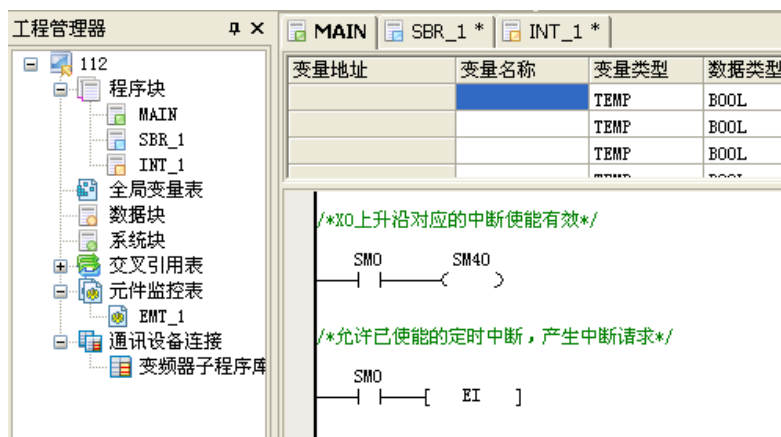 工程管理器
MAIN
SBR_1 *
INT_1 *
112
程序块
MAIN
SBR_1
INT_1
全局变量表
数据块
系统块
交叉引用表
元件监控表
EMT_1
通讯设备连接
变频器子程序库
变量地址 变量名称 变量类型 数据类型
TEMP BOOL
TEMP BOOL
TEMP BOOL
/*X0上升沿对应的中断使能有效*/
SM0 SM40
/*允许已使能的定时中断，产生中断请求*/
SM0
[ EI ]